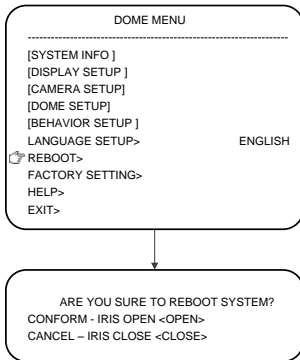 DOME MENU
[SYSTEM INFO ]
[DISPLAY SETUP ]
[CAMERA SETUP]
[DOME SETUP]
[BEHAVIOR SETUP ]
LANGUAGE SETUP> ENGLISH
REBOOT>
FACTORY SETTING>
HELP>
EXIT>
ARE YOU SURE TO REBOOT SYSTEM?
CONFORM - IRIS OPEN <OPEN>
CANCEL – IRIS CLOSE <CLOSE>